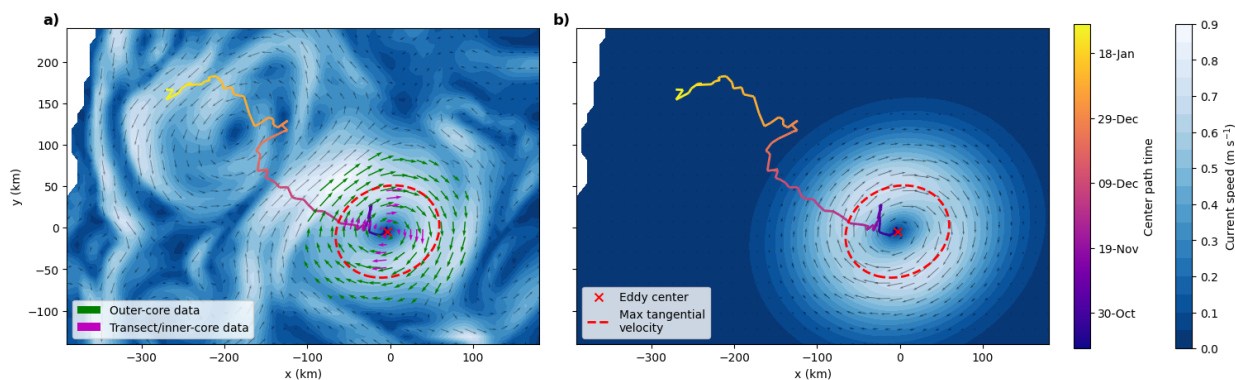 a)
200
150
100
50
0
−50
−100
y (km)
−300
−200
−100
0
100
x (km)
Outer-core data
Transect/inner-core data
b)
−300
−200
−100
0
100
x (km)
Eddy center
Max tangential
velocity
18-Jan
29-Dec
09-Dec
19-Nov
30-Oct
Center path time
0.9
0.8
0.7
0.6
0.5
0.4
0.3
0.2
0.1
0.0
Current speed (m s⁻¹)